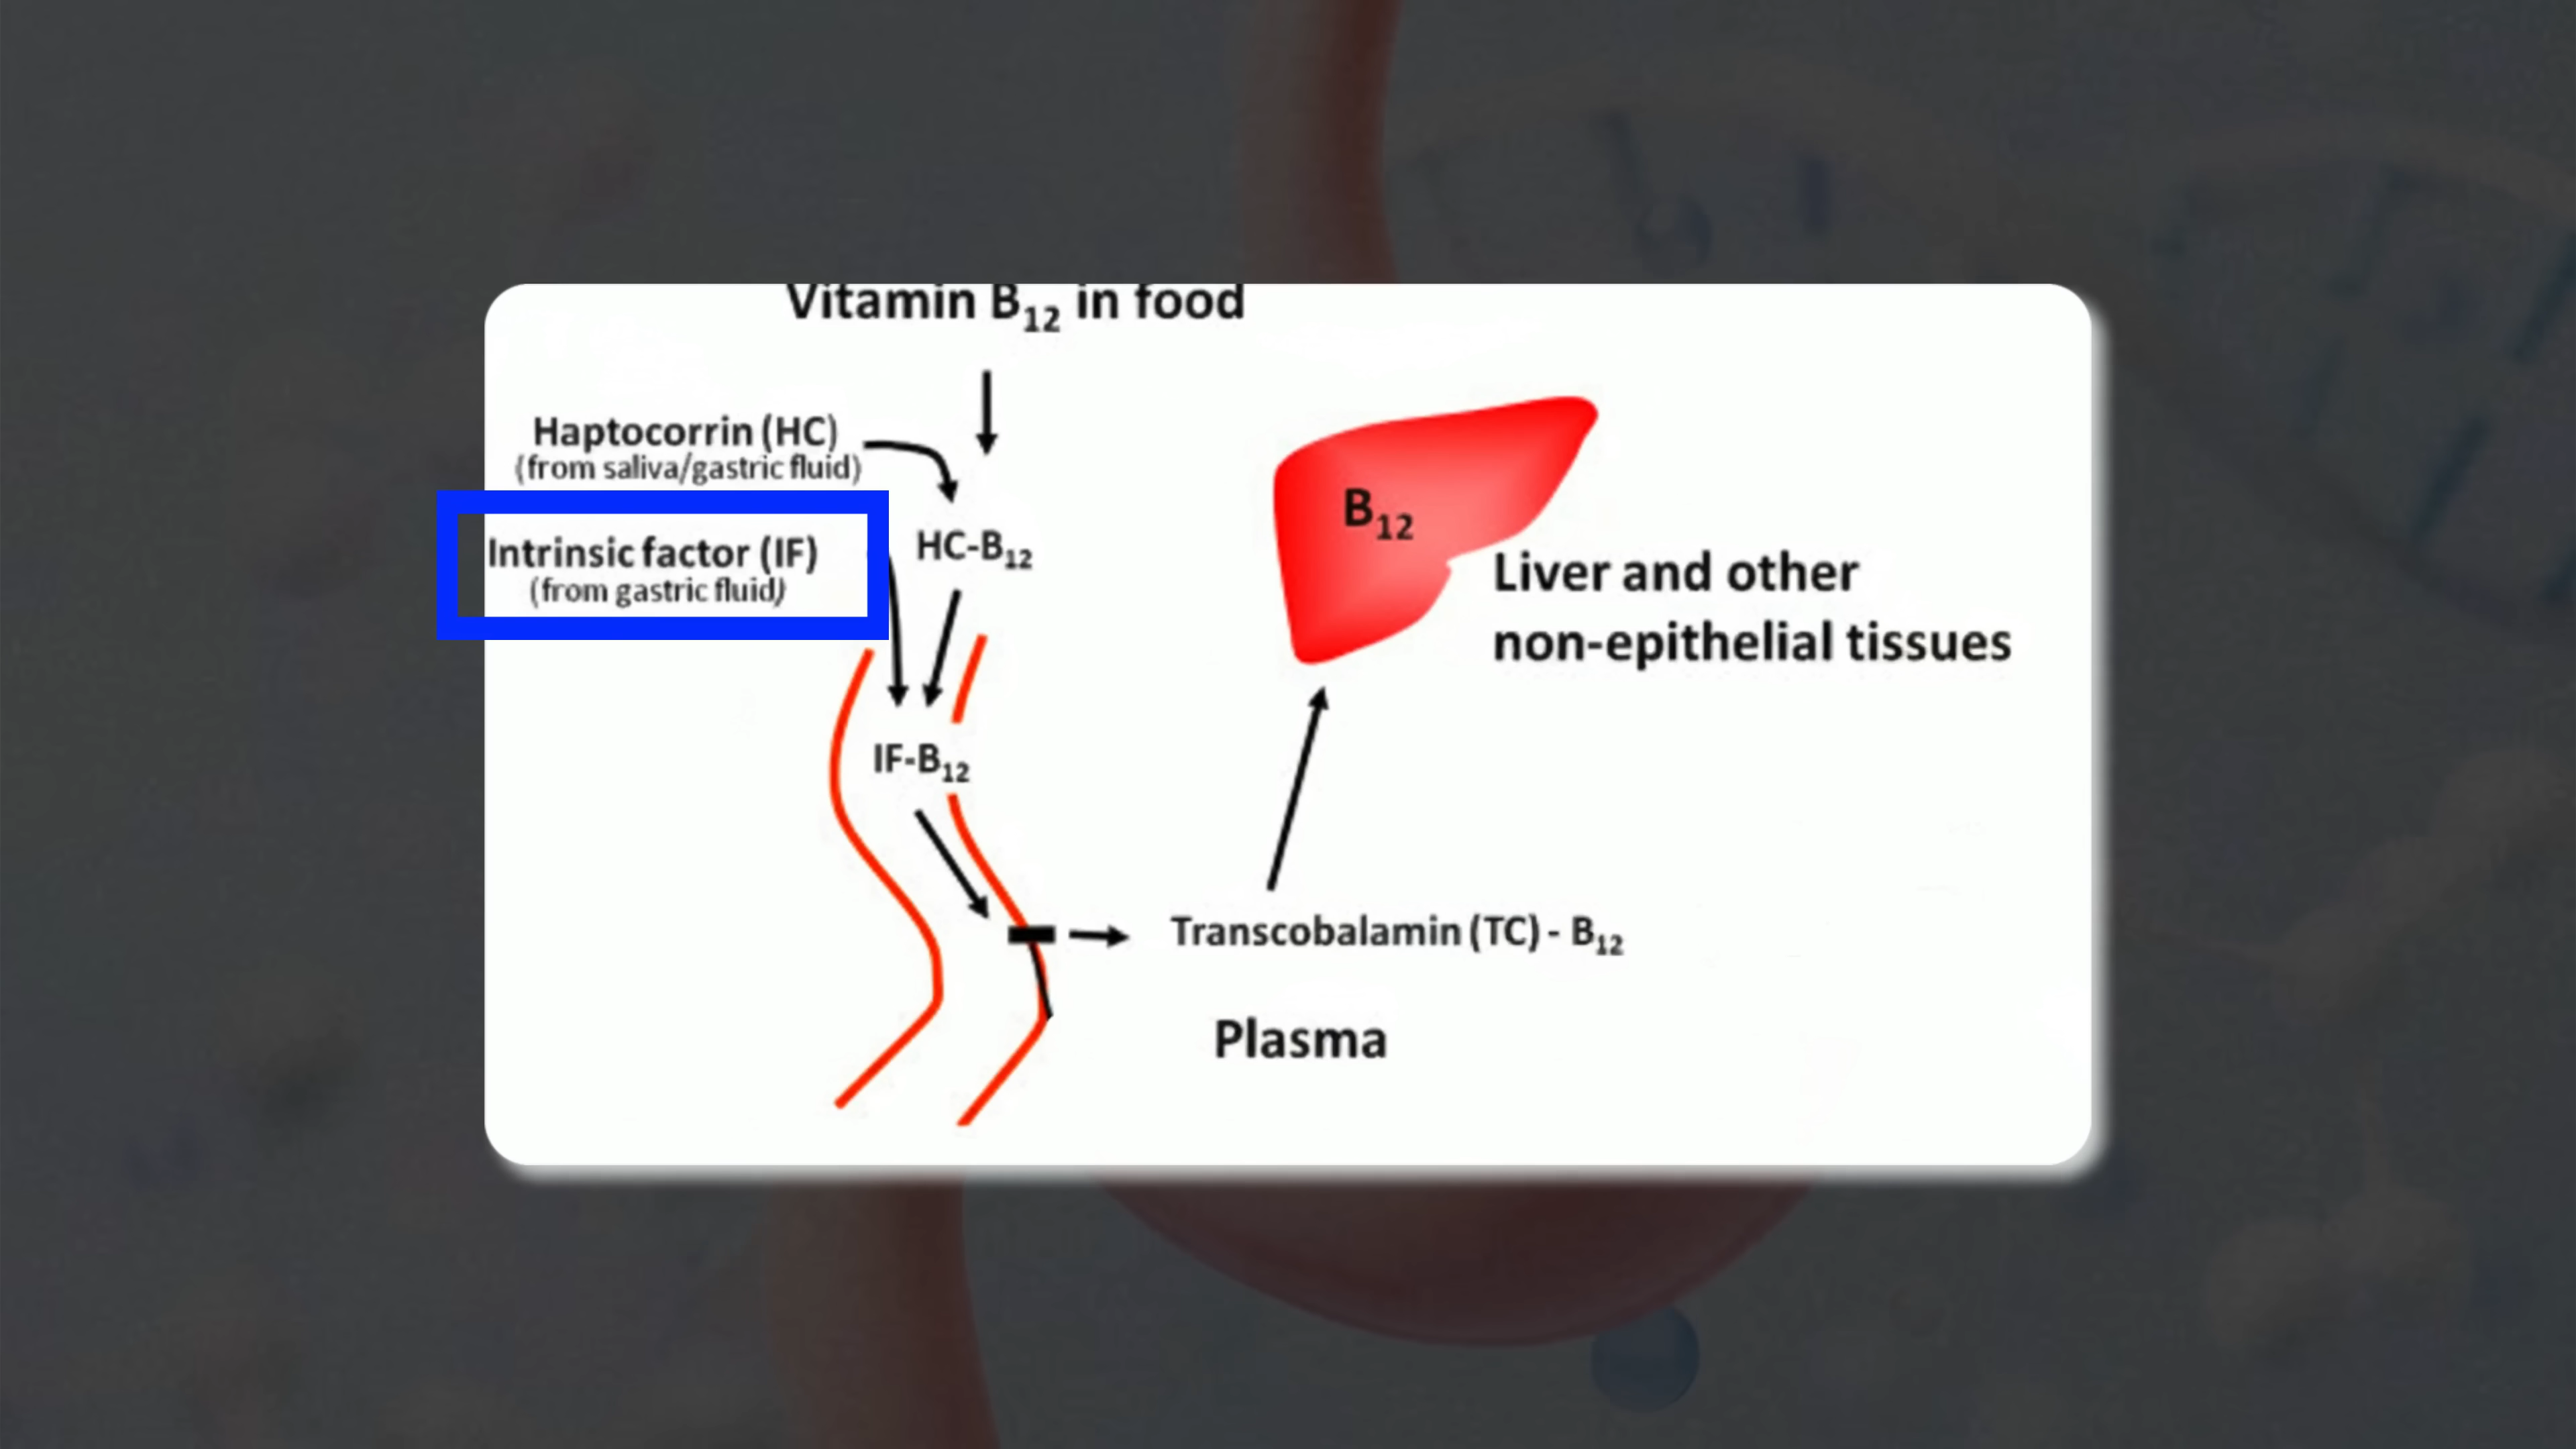 Vitamin B₁₂ in food
Haptocorrin (HC)
(from saliva/gastric fluid)
Intrinsic factor (IF)
(from gastric fluid)
HC-B₁₂
IF-B₁₂
B₁₂
Liver and other
non-epithelial tissues
Transcobalamin (TC) - B₁₂
Plasma